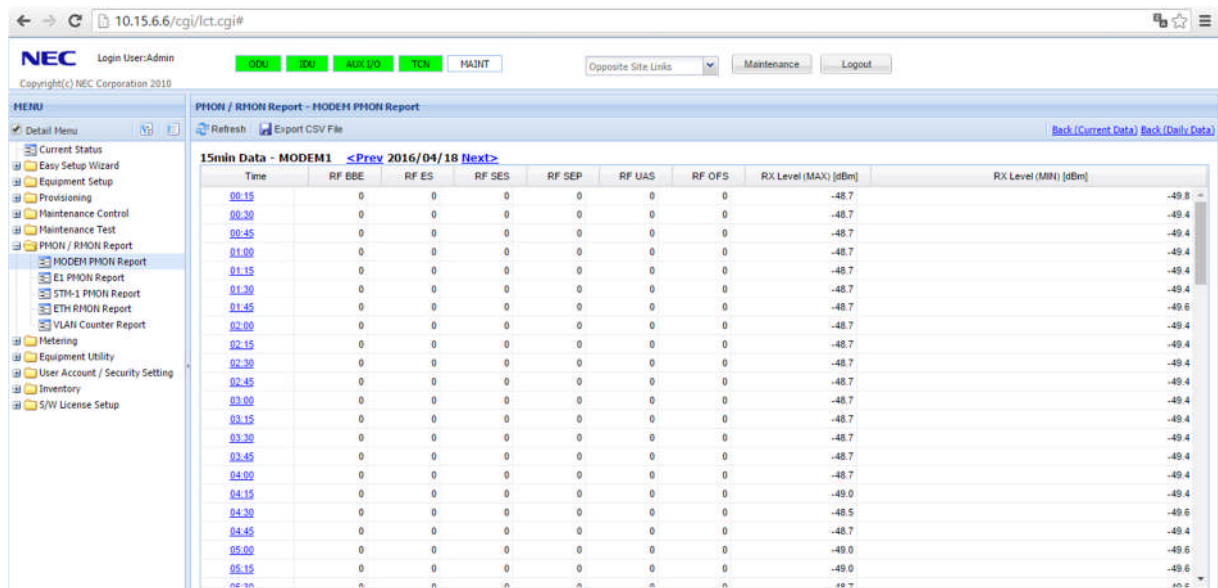 10.15.6.6/cgi/lct.cgi#
NEC Login User:Admin
ODU IDU AUX I/O TCN MAINT Opposite Site Links Maintenance Logout
Copyright(c) NEC Corporation 2010
MENU
Detail Menu
Current Status
Easy Setup Wizard
Equipment Setup
Provisioning
Maintenance Control
Maintenance Test
PMON / RMON Report
MODEM PMON Report
E1 PMON Report
STM-1 PMON Report
ETH RMON Report
VLAN Counter Report
Metering
Equipment Utility
User Account / Security Setting
Inventory
S/W License Setup
PMON / RMON Report - MODEM PMON Report
Refresh Export CSV File Back (Current Data) Back (Daily Data)
15min Data - MODEM1 <Prev 2016/04/18 Next>
Time RF BBE RF ES RF SES RF SEP RF UAS RF OFS RX Level (MAX) [dBm] RX Level (MIN) [dBm]
00:15 0 0 0 0 0 0 -48.7 -49.8
00:30 0 0 0 0 0 0 -48.7 -49.4
00:45 0 0 0 0 0 0 -48.7 -49.4
01:00 0 0 0 0 0 0 -48.7 -49.4
01:15 0 0 0 0 0 0 -48.7 -49.4
01:30 0 0 0 0 0 0 -48.7 -49.4
01:45 0 0 0 0 0 0 -48.7 -49.6
02:00 0 0 0 0 0 0 -48.7 -49.4
02:15 0 0 0 0 0 0 -48.7 -49.4
02:30 0 0 0 0 0 0 -48.7 -49.4
02:45 0 0 0 0 0 0 -48.7 -49.4
03:00 0 0 0 0 0 0 -48.7 -49.4
03:15 0 0 0 0 0 0 -48.7 -49.4
03:30 0 0 0 0 0 0 -48.7 -49.4
03:45 0 0 0 0 0 0 -48.7 -49.4
04:00 0 0 0 0 0 0 -48.7 -49.4
04:15 0 0 0 0 0 0 -49.0 -49.4
04:30 0 0 0 0 0 0 -48.5 -49.6
04:45 0 0 0 0 0 0 -48.7 -49.4
05:00 0 0 0 0 0 0 -49.0 -49.6
05:15 0 0 0 0 0 0 -49.0 -49.6